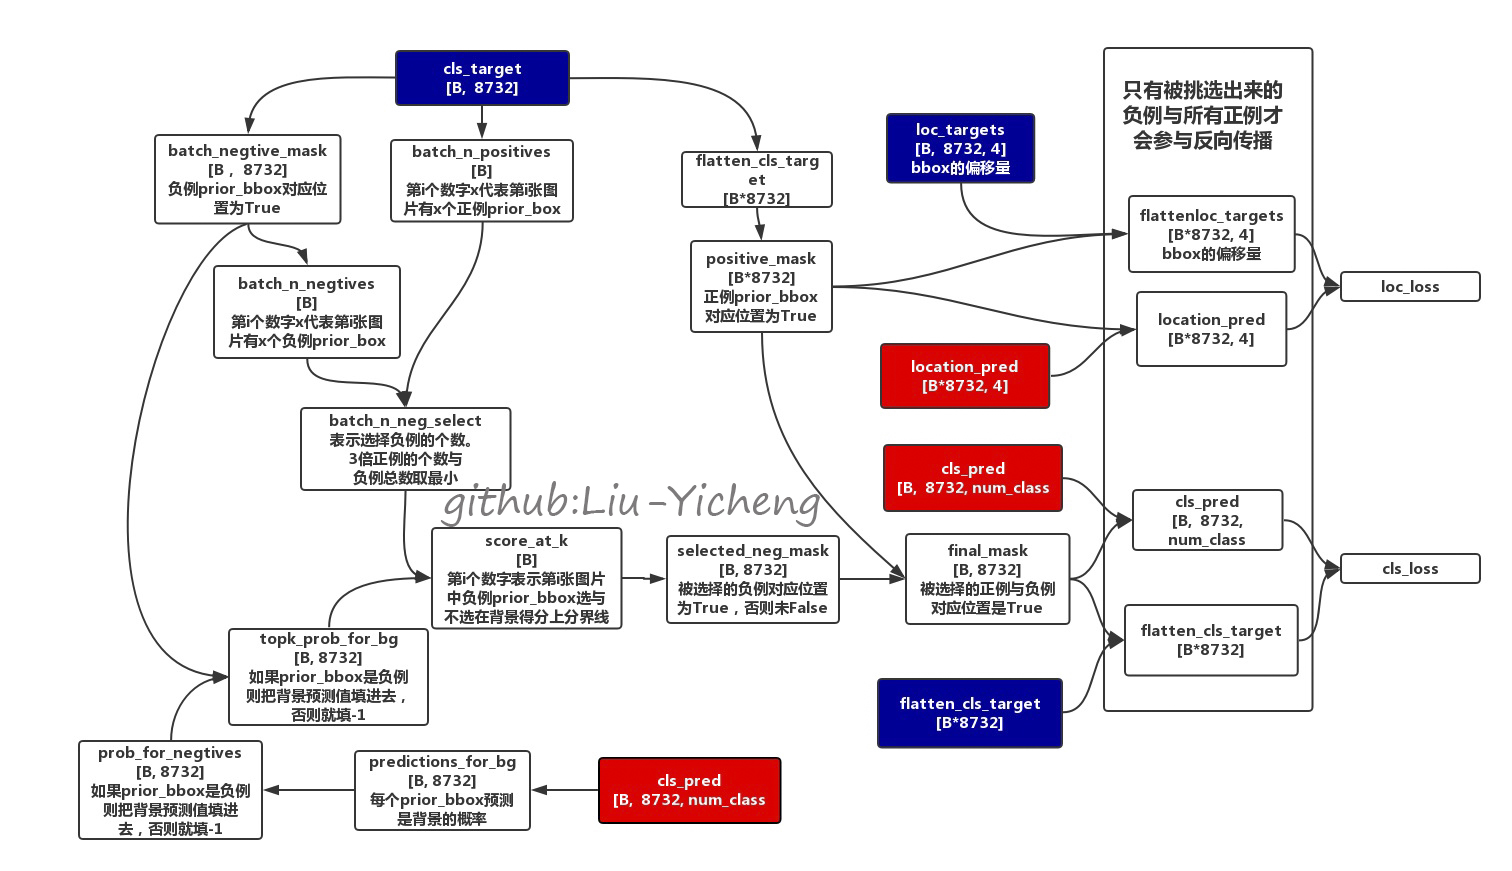 cls_target
[B,  8732]
batch_negtive_mask
[B ,  8732]
负例prior_bbox对应位
置为True
batch_n_positives
[B]
第i个数字x代表第i张图
片有x个正例prior_box
flatten_cls_targ
et
[B*8732]
loc_targets
[B,  8732, 4]
bbox的偏移量
只有被挑选出来的
负例与所有正例才
会参与反向传播
batch_n_negtives
[B]
第i个数字x代表第i张图
片有x个负例prior_box
positive_mask
[B*8732]
正例prior_bbox
对应位置为True
flattenloc_targets
[B*8732, 4]
bbox的偏移量
location_pred
[B*8732, 4]
loc_loss
location_pred
[B*8732, 4]
batch_n_neg_select
表示选择负例的个数。
3倍正例的个数与
负例总数取最小
github:Liu-Yicheng
cls_pred
[B,  8732, num_class
cls_pred
[B,  8732,
num_class
score_at_k
[B]
第i个数字表示第i张图片
中负例prior_bbox选与
不选在背景得分上分界线
selected_neg_mask
[B, 8732]
被选择的负例对应位置
为True，否则未False
final_mask
[B, 8732]
被选择的正例与负例
对应位置是True
cls_loss
flatten_cls_target
[B*8732]
topk_prob_for_bg
[B, 8732]
如果prior_bbox是负例
则把背景预测值填进去，
否则就填-1
flatten_cls_target
[B*8732]
prob_for_negtives
[B, 8732]
如果prior_bbox是负例
则把背景预测值填进
去，否则就填-1
predictions_for_bg
[B, 8732]
每个prior_bbox预测
是背景的概率
cls_pred
[B,  8732, num_class